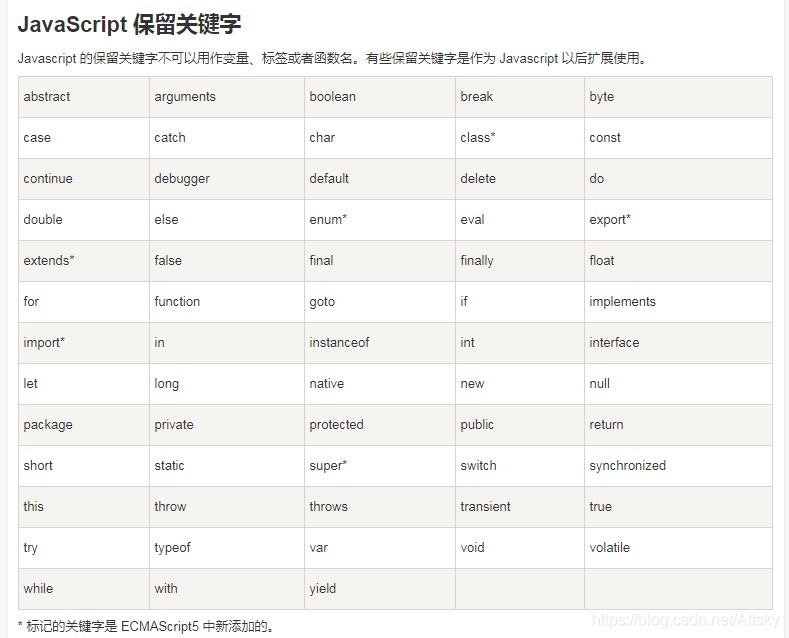 JavaScript 保留关键字
Javascript 的保留关键字不可以用作变量、标签或者函数名。有些保留关键字是作为 Javascript 以后扩展使用。
abstract arguments boolean break byte
case catch char class* const
continue debugger default delete do
double else enum* eval export*
extends* false final finally float
for function goto if implements
import* in instanceof int interface
let long native new null
package private protected public return
short static super* switch synchronized
this throw throws transient true
try typeof var void volatile
while with yield
* 标记的关键字是 ECMAScript5 中新添加的。
https://blog.csdn.net/Attsky